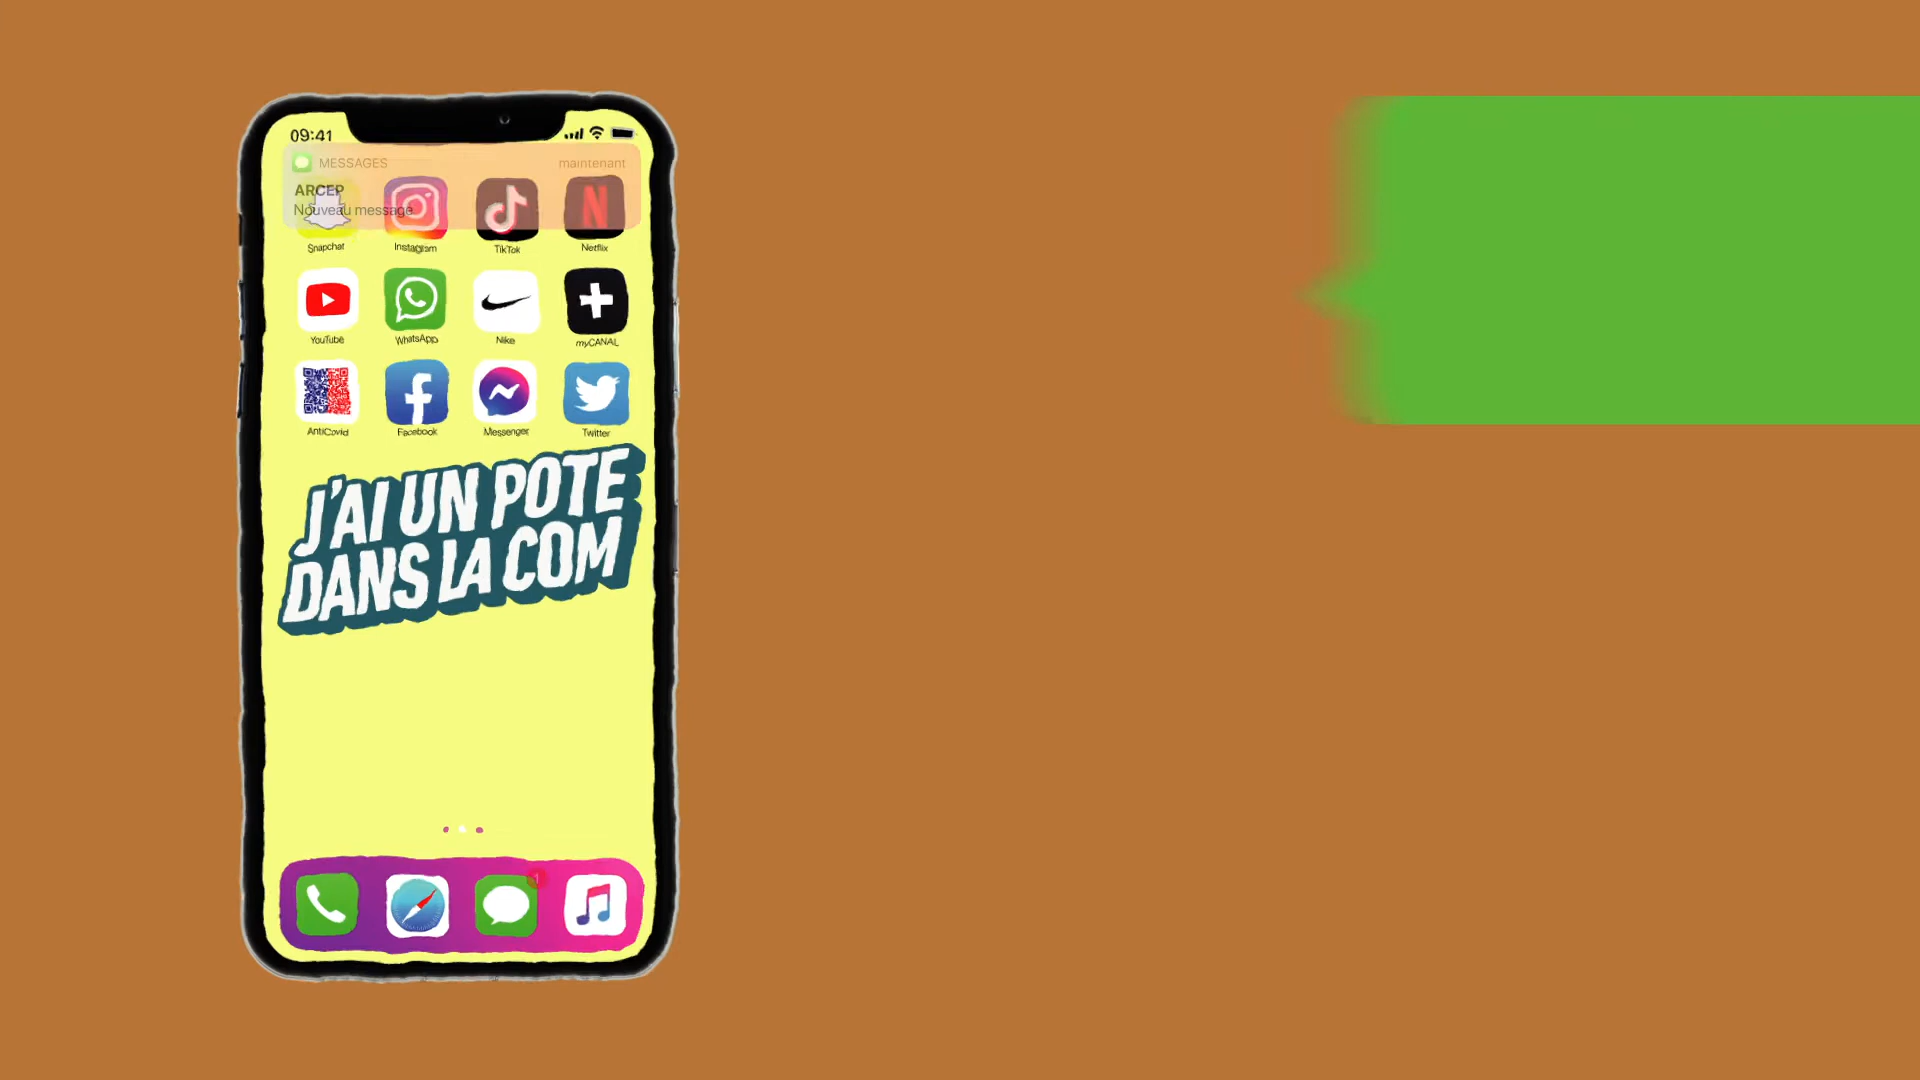 09:41
MESSAGES
maintenant
ARCEP
Nouveau message
Snapchat
Instagram
TikTok
Netflix
N
YouTube
WhatsApp
Nike
myCANAL
AntiCovid
Facebook
Messenger
Twitter
J'AI UN POTE
DANS LA COM
1